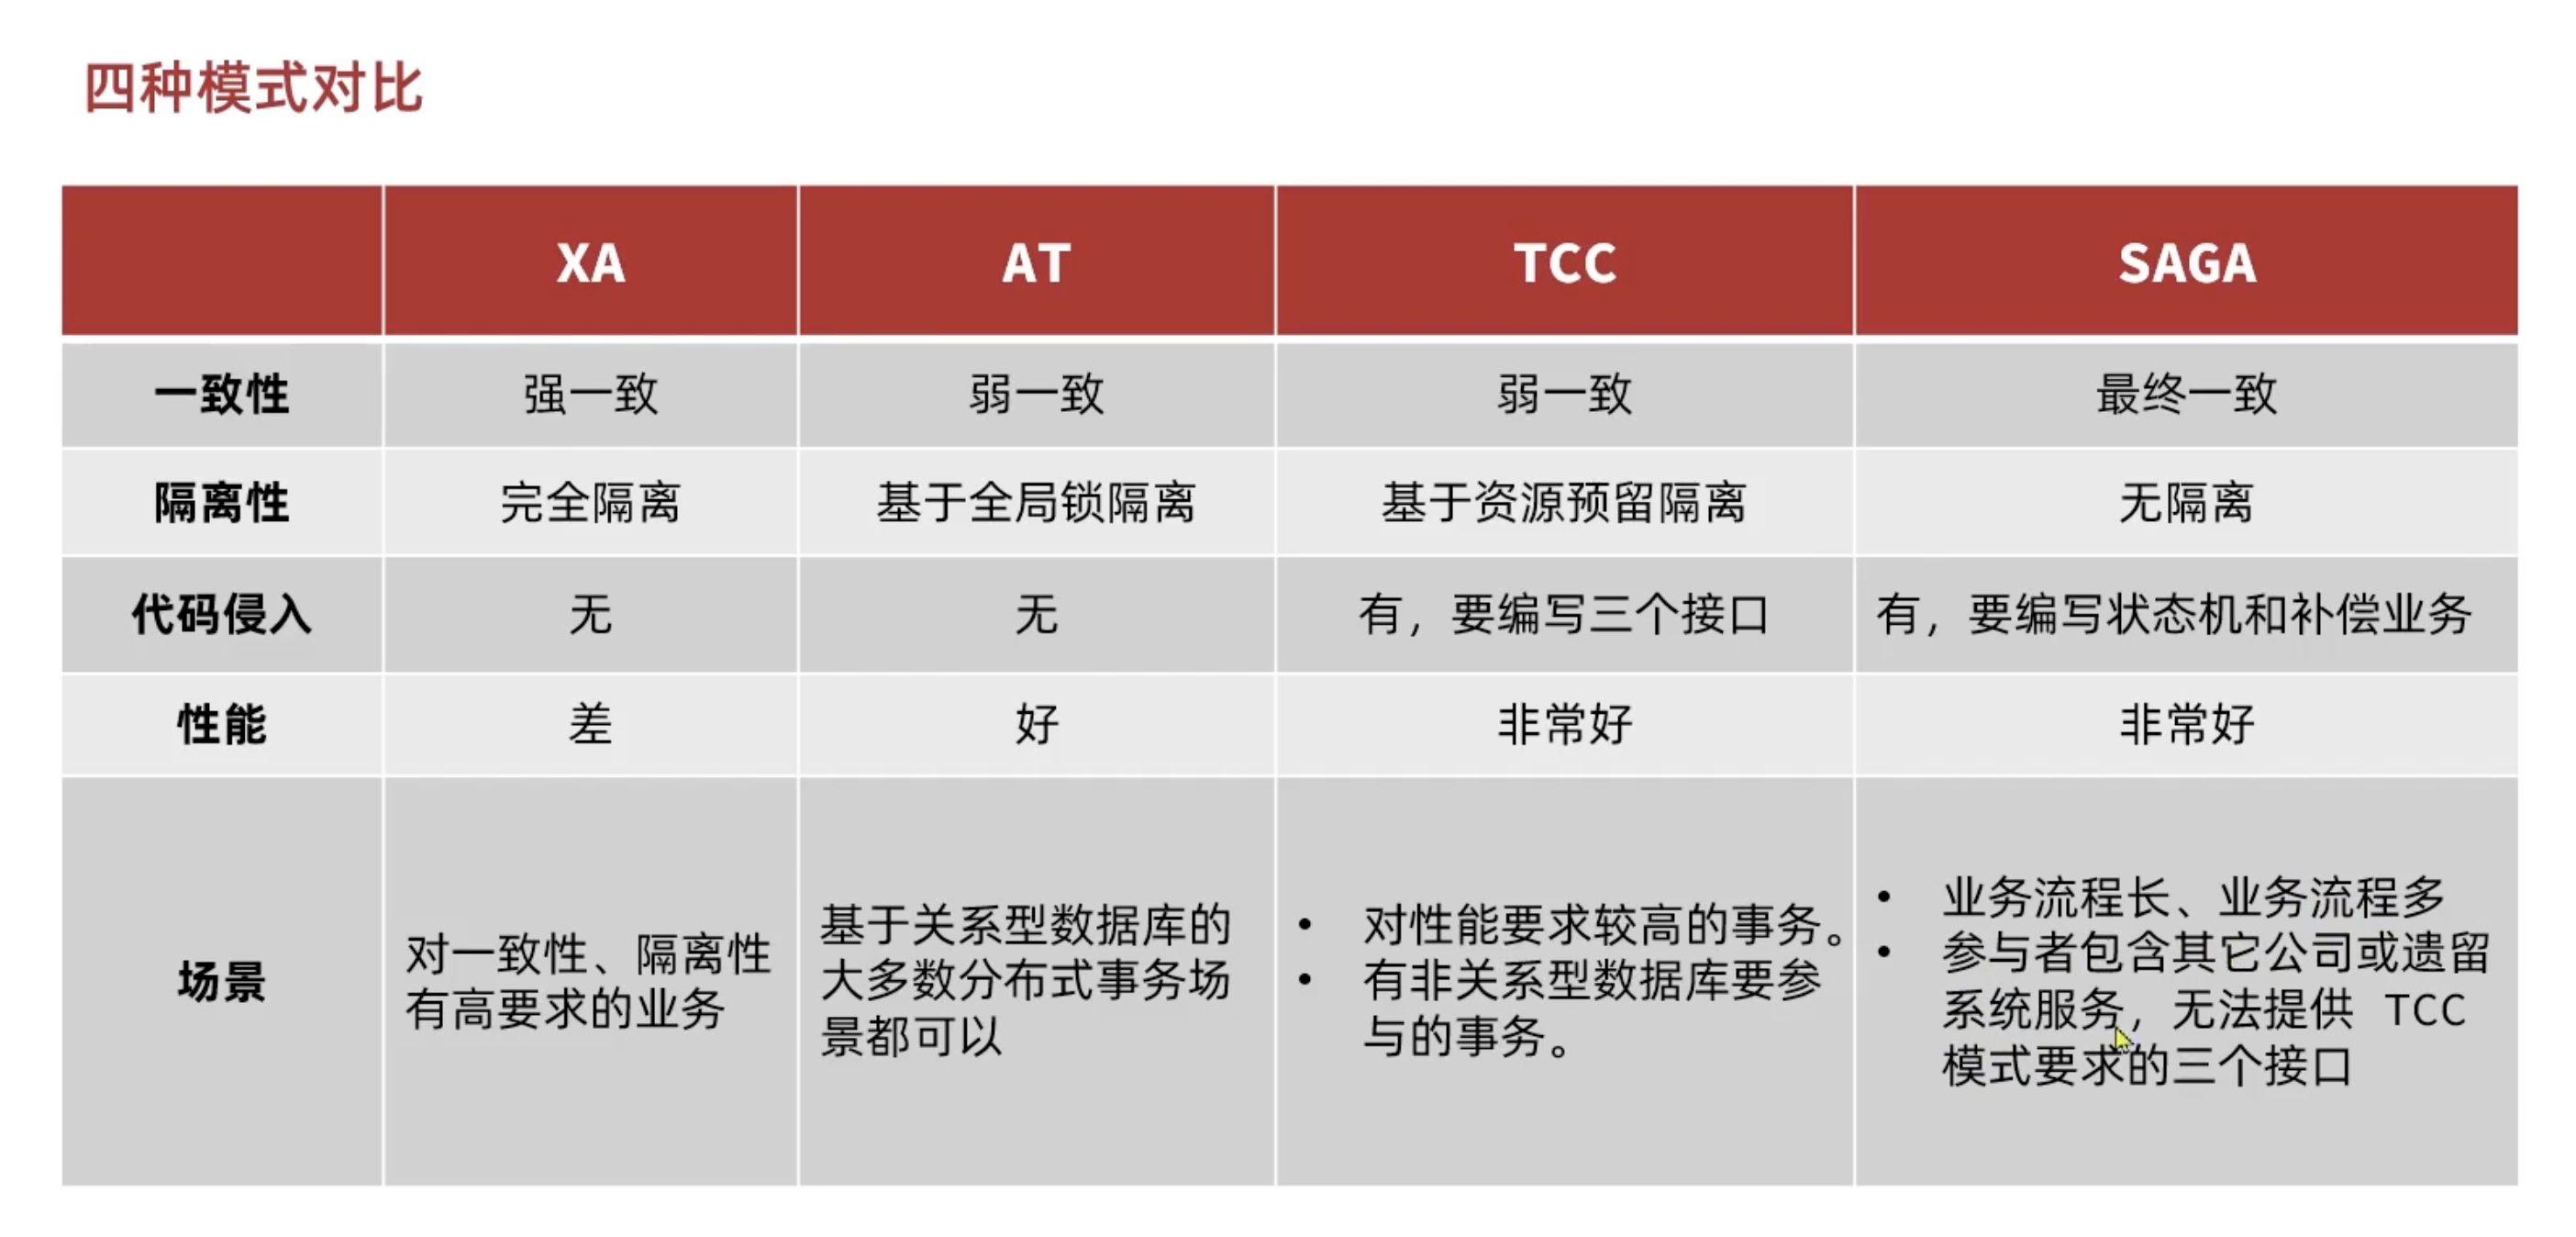 四种模式对比
XA AT TCC SAGA
一致性 强一致 弱一致 弱一致 最终一致
隔离性 完全隔离 基于全局锁隔离 基于资源预留隔离 无隔离
代码侵入 无 无 有，要编写三个接口 有，要编写状态机和补偿业务
性能 差 好 非常好 非常好
场景
对一致性、隔离性
有高要求的业务
基于关系型数据库的
大多数分布式事务场
景都可以
• 对性能要求较高的事务。
• 有非关系型数据库要参
与的事务。
• 业务流程长、业务流程多
• 参与者包含其它公司或遗留
系统服务，无法提供 TCC
模式要求的三个接口